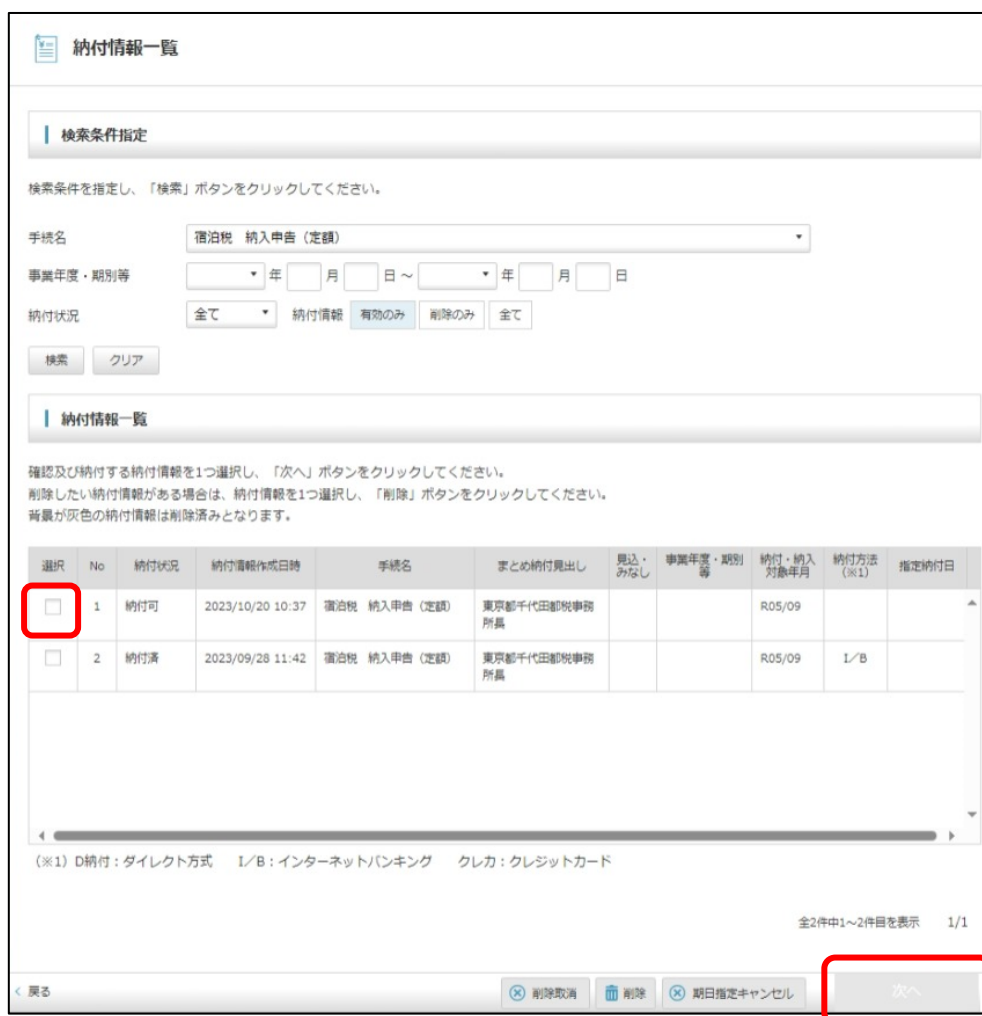 納付情報一覧
検索条件指定
検索条件を指定し、「検索」ボタンをクリックしてください。
手続名 宿泊税 納入申告（定額）
事業年度・期別等 年 月 日～ 年 月 日
納付状況 全て 納付情報 有効のみ 削除のみ 全て
検索 クリア
納付情報一覧
確認及び納付する納付情報を1つ選択し、「次へ」ボタンをクリックしてください。
削除したい納付情報がある場合は、納付情報を1つ選択し、「削除」ボタンをクリックしてください。
背景が灰色の納付情報は削除済みとなります。
選択 No 納付状況 納付情報作成日時 手続名 まとめ納付見出し 見込・みなし 事業年度・期別等 納付・納入対象年月 納付方法（※1） 指定納付日
1 納付可 2023/10/20 10:37 宿泊税 納入申告（定額） 東京都千代田都税事務所長 R05/09
2 納付済 2023/09/28 11:42 宿泊税 納入申告（定額） 東京都千代田都税事務所長 R05/09 I／B
（※1）D納付：ダイレクト方式 I／B：インターネットバンキング クレカ：クレジットカード
全2件中1～2件目を表示 1/1
< 戻る 削除取消 削除 期日指定キャンセル 次へ